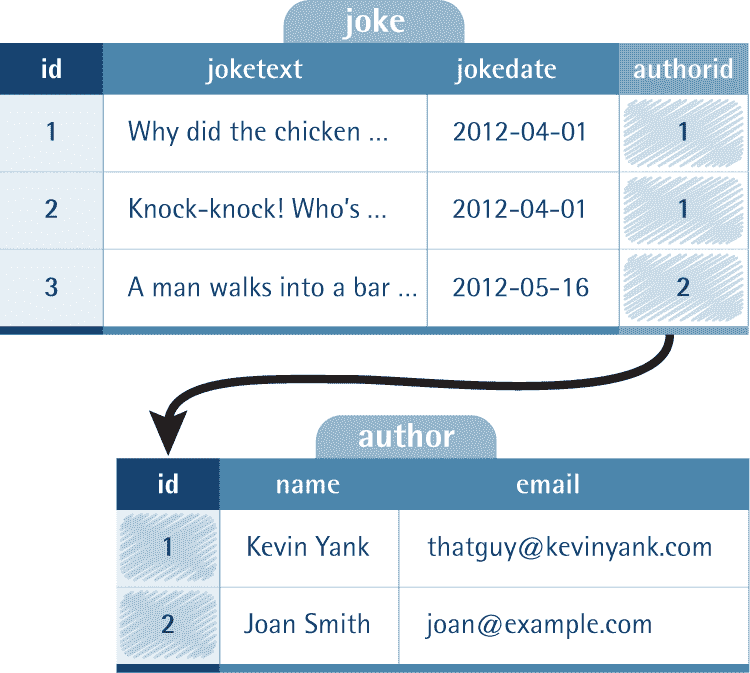 joke
id joketext jokedate authorid
1 Why did the chicken ... 2012-04-01 1
2 Knock-knock! Who's ... 2012-04-01 1
3 A man walks into a bar ... 2012-05-16 2
author
id name email
1 Kevin Yank thatguy@kevinyank.com
2 Joan Smith joan@example.com